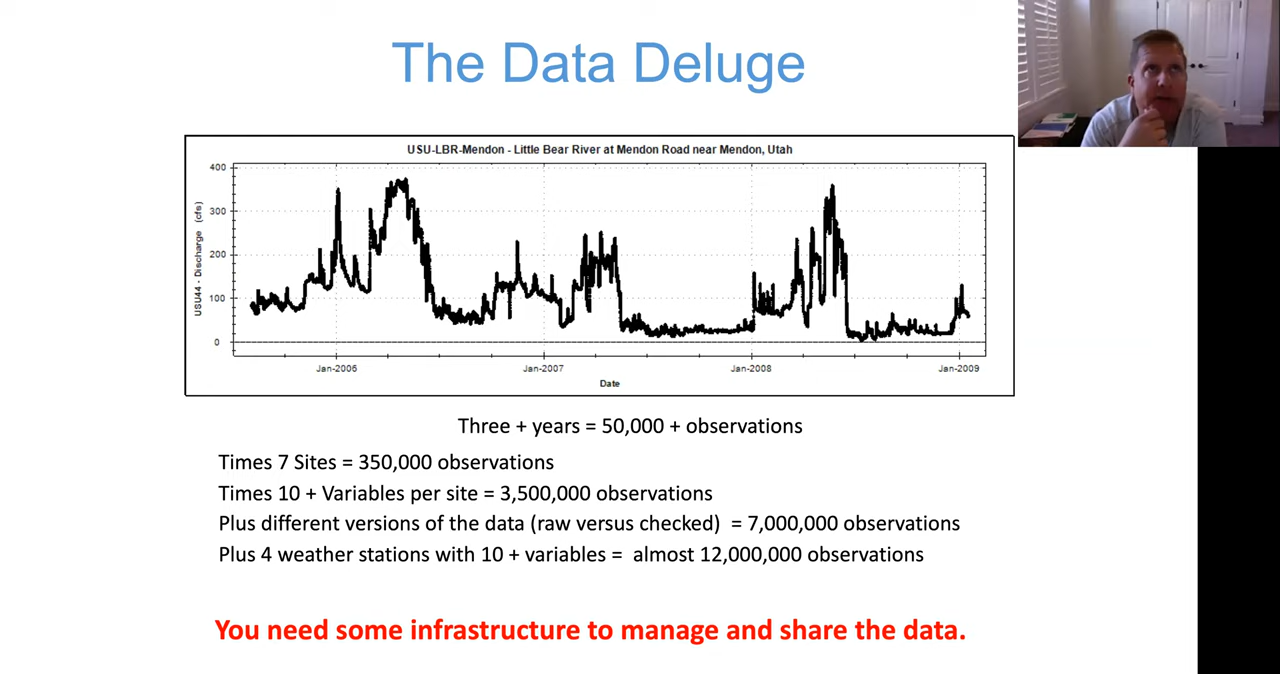 The Data Deluge
USU-LBR-Mendon - Little Bear River at Mendon Road near Mendon, Utah
400
300
200
100
0
USU44 - Discharge (cfs)
Jan-2006
Jan-2007
Jan-2008
Jan-2009
Date
Three + years = 50,000 + observations
Times 7 Sites = 350,000 observations
Times 10 + Variables per site = 3,500,000 observations
Plus different versions of the data (raw versus checked) = 7,000,000 observations
Plus 4 weather stations with 10 + variables = almost 12,000,000 observations
You need some infrastructure to manage and share the data.